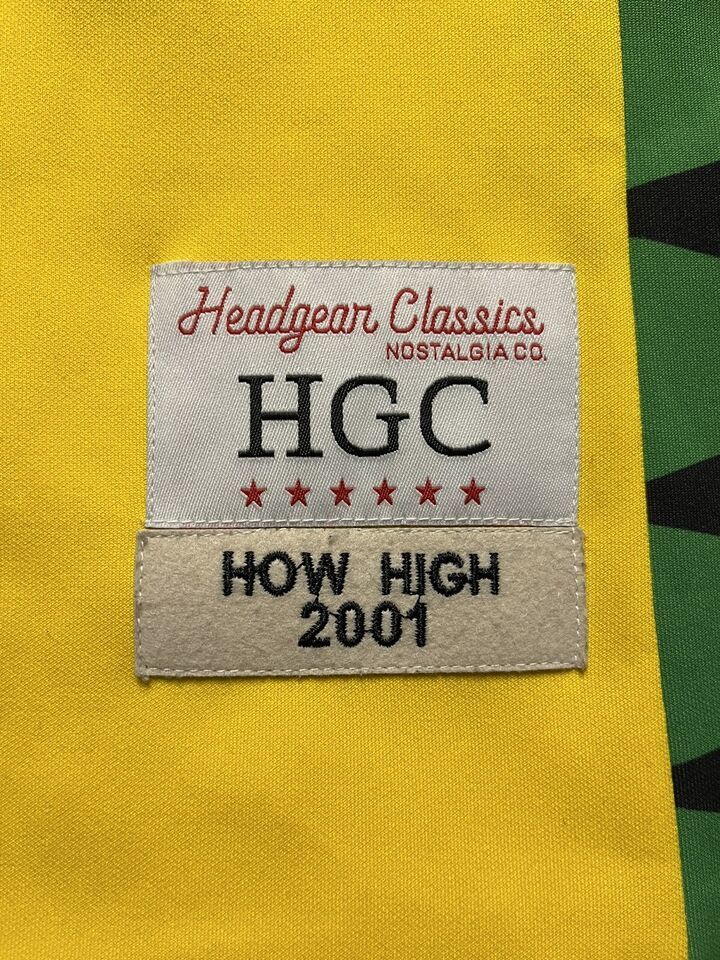 Headgear Classics
NOSTALGIA CO.
HGC
HOW HIGH
2001